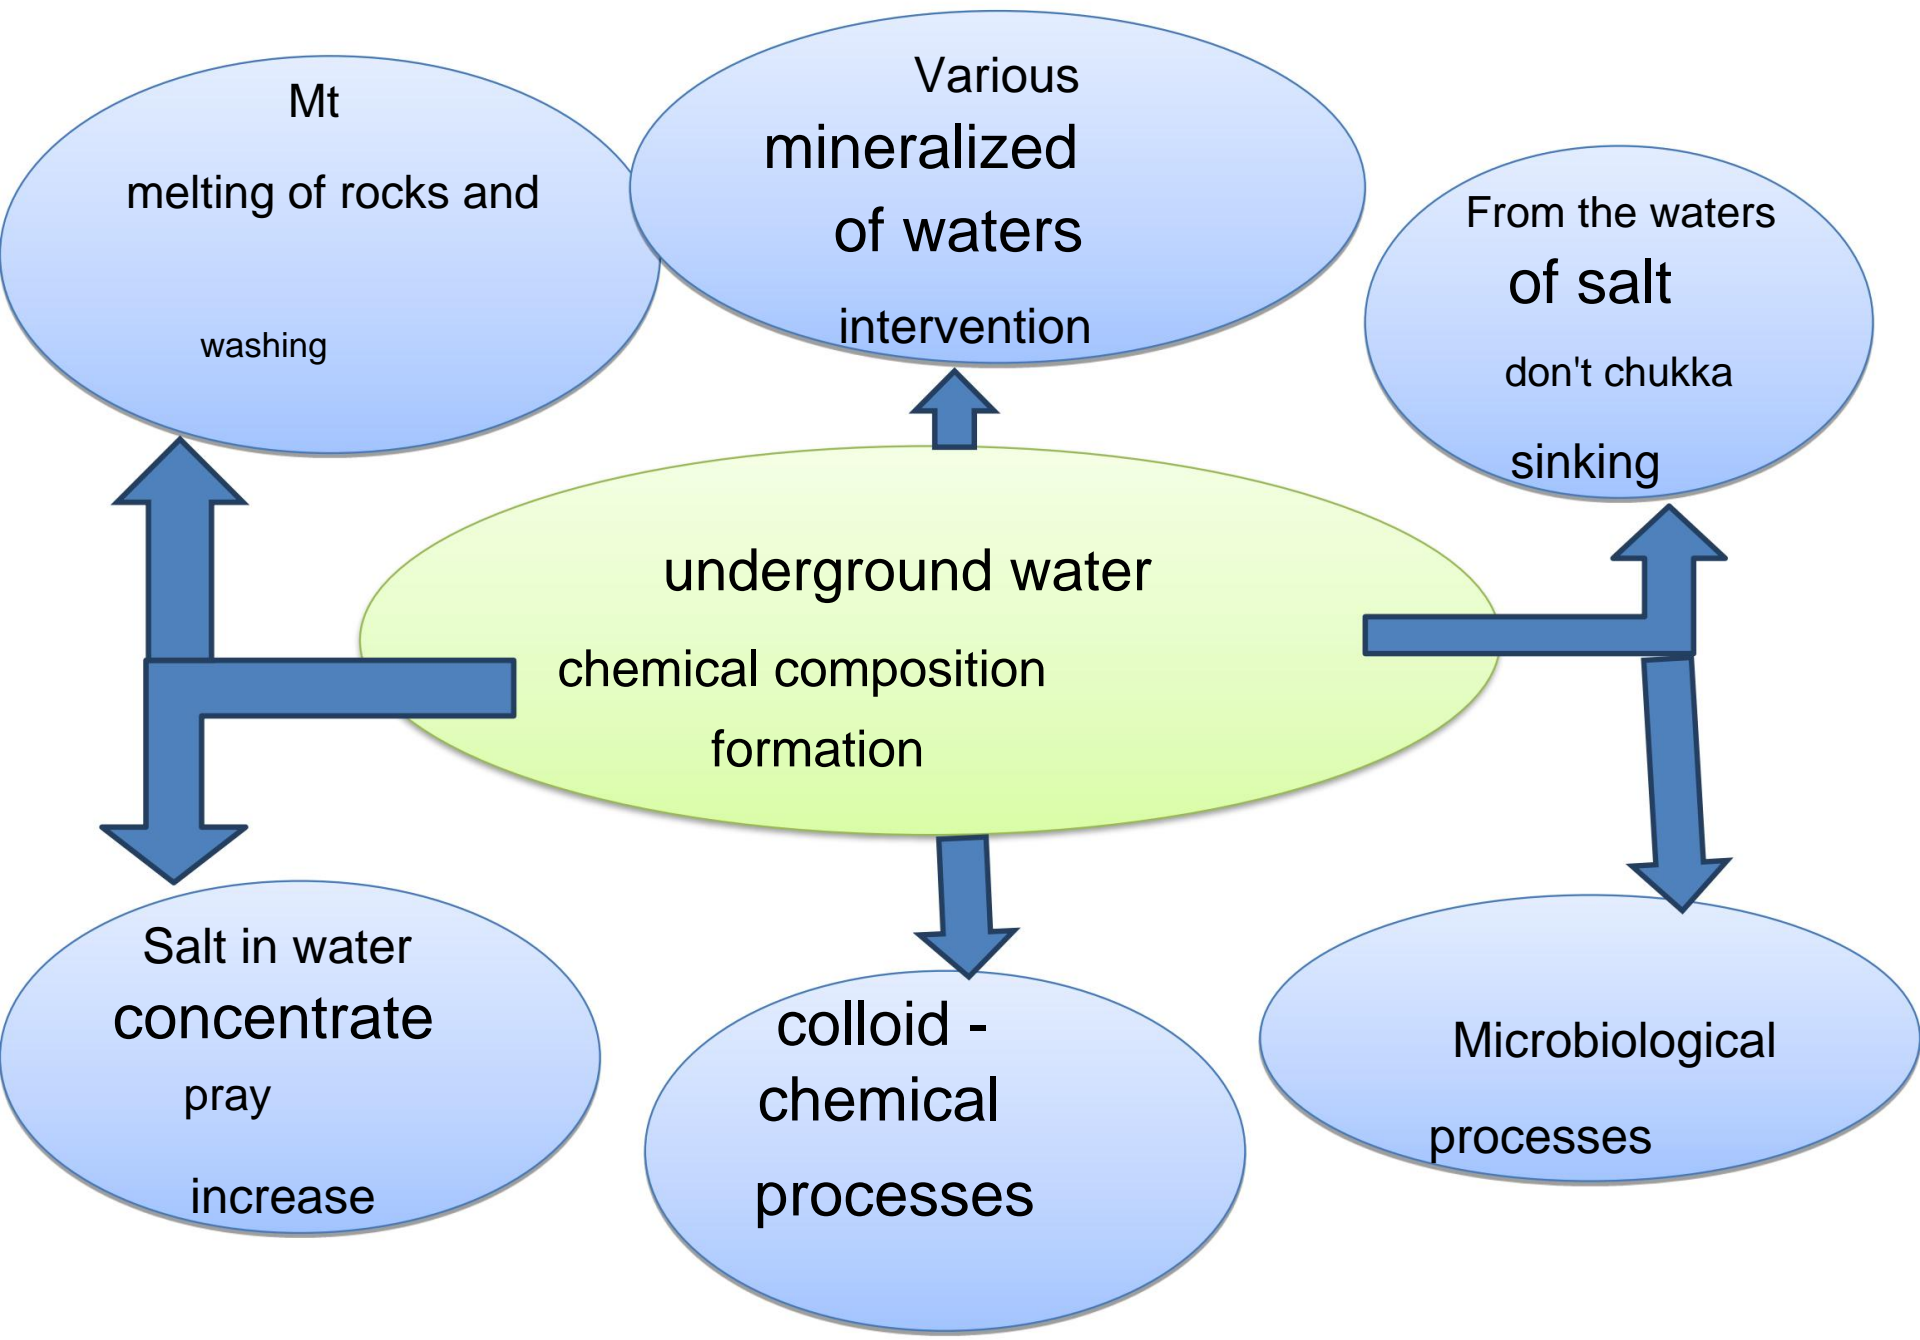 Mt
melting of rocks and
washing
Various
mineralized
of waters
intervention
From the waters
of salt
don't chukka
sinking
underground water
chemical composition
formation
Salt in water
concentrate
pray
increase
colloid -
chemical
processes
Microbiological
processes